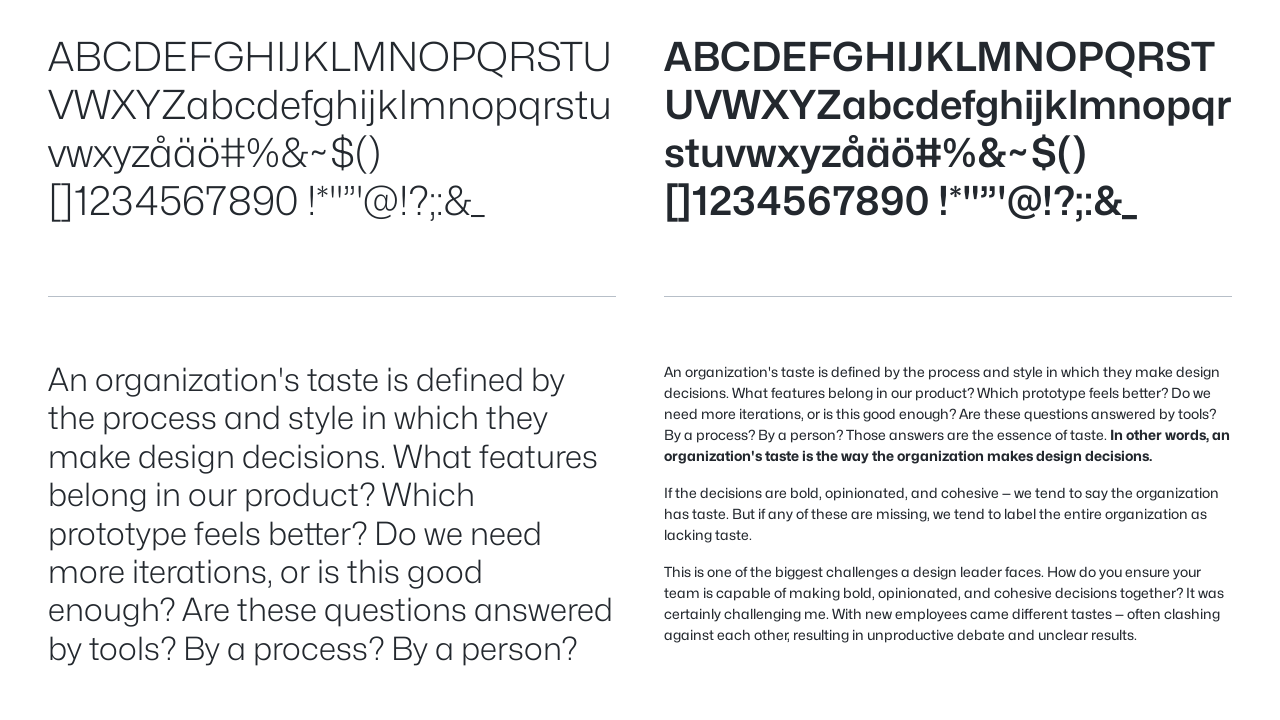 ABCDEFGHIJKLMNOPQRSTU
VWXYZabcdefghijklmnopqrstu
vwxyzåäö#%&~$()
[]1234567890 !*"”'@!?;:&_
ABCDEFGHIJKLMNOPQRST
UVWXYZabcdefghijklmnopqr
stuvwxyzåäö#%&~$()
[]1234567890 !*"”'@!?;:&_
An organization's taste is defined by
the process and style in which they
make design decisions. What features
belong in our product? Which
prototype feels better? Do we need
more iterations, or is this good
enough? Are these questions answered
by tools? By a process? By a person?
An organization's taste is defined by the process and style in which they make design
decisions. What features belong in our product? Which prototype feels better? Do we
need more iterations, or is this good enough? Are these questions answered by tools?
By a process? By a person? Those answers are the essence of taste. In other words, an
organization's taste is the way the organization makes design decisions.
If the decisions are bold, opinionated, and cohesive – we tend to say the organization
has taste. But if any of these are missing, we tend to label the entire organization as
lacking taste.
This is one of the biggest challenges a design leader faces. How do you ensure your
team is capable of making bold, opinionated, and cohesive decisions together? It was
certainly challenging me. With new employees came different tastes – often clashing
against each other, resulting in unproductive debate and unclear results.